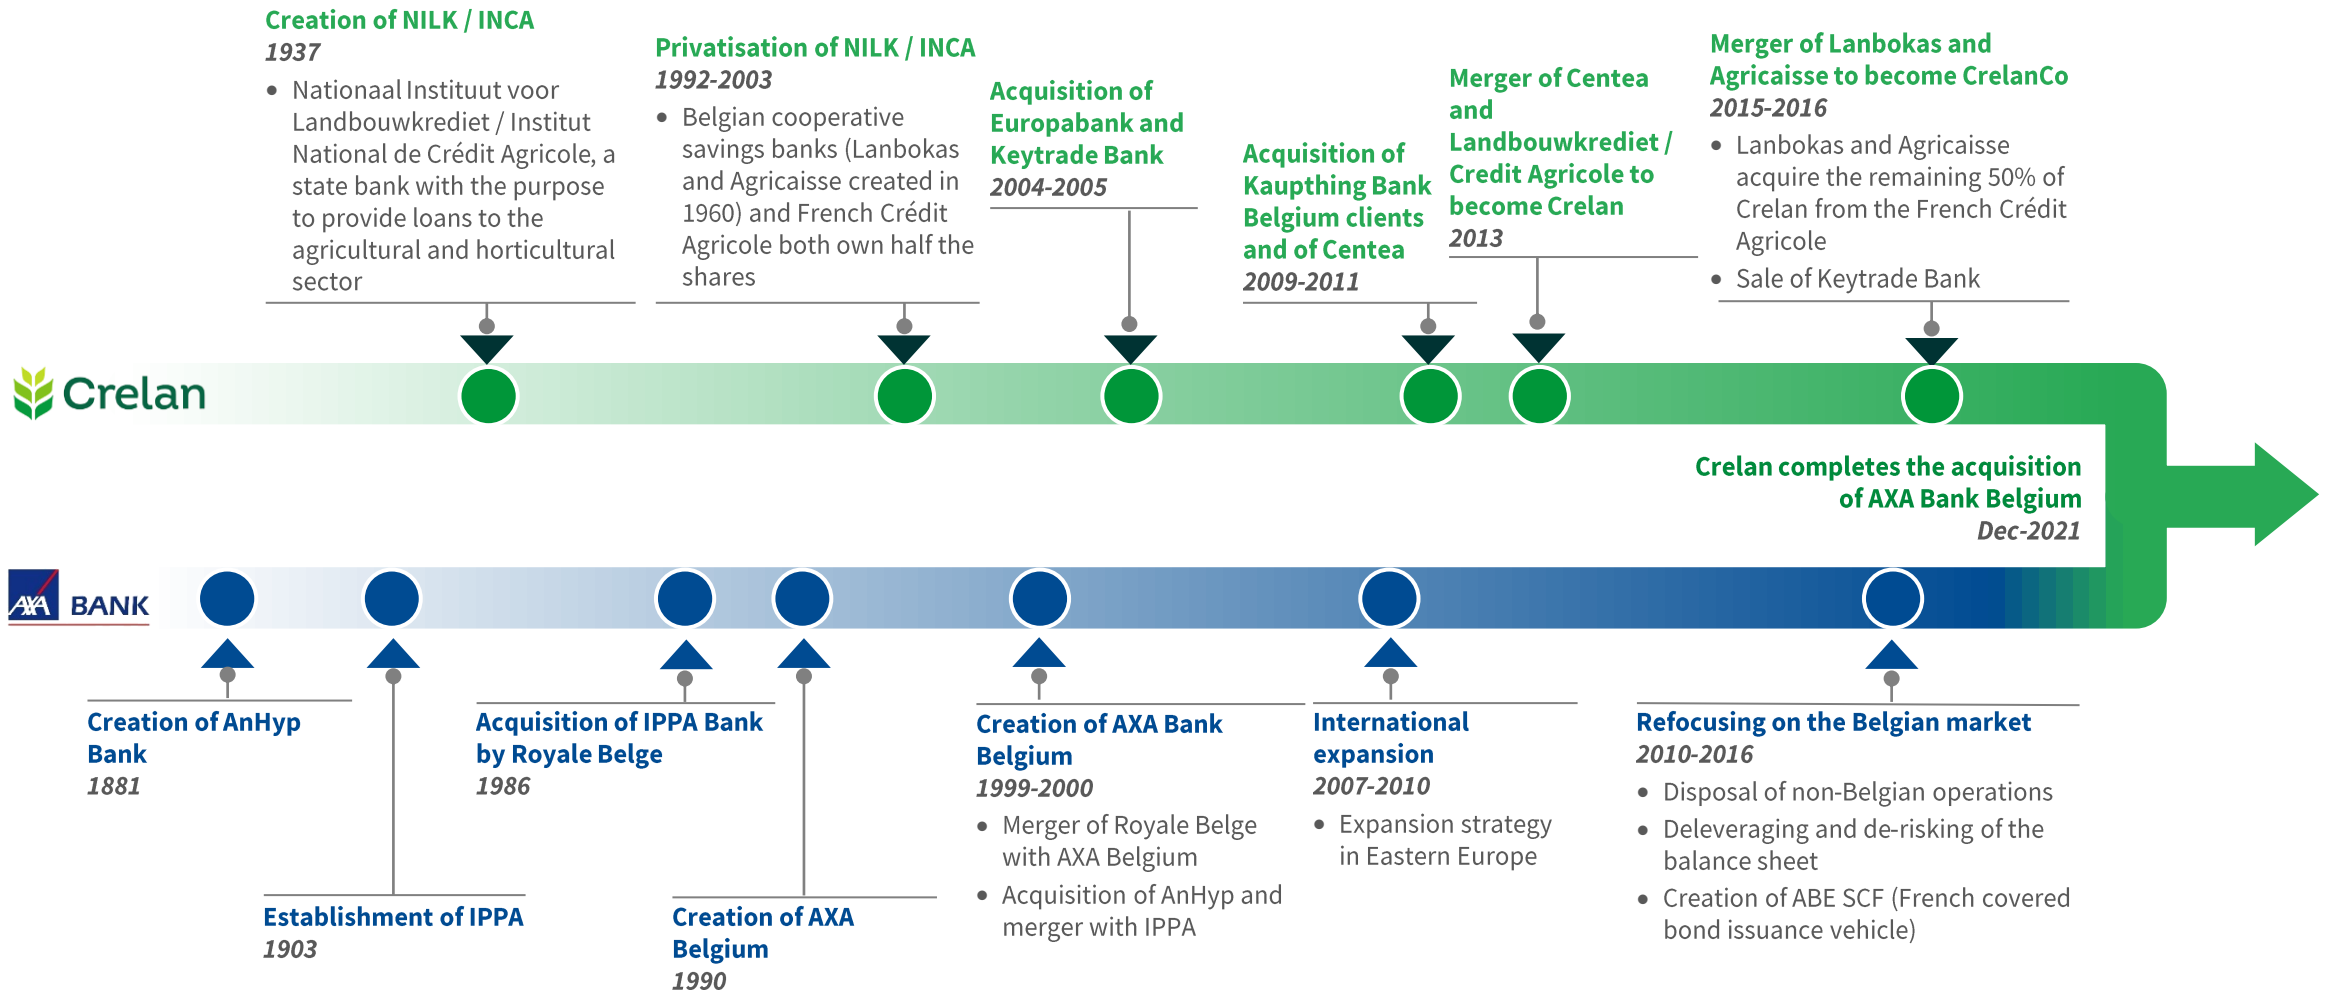 Creation of NILK / INCA
1937
• Nationaal Instituut voor
Landbouwkrediet / Institut
National de Crédit Agricole, a
state bank with the purpose
to provide loans to the
agricultural and horticultural
sector
Privatisation of NILK / INCA
1992-2003
• Belgian cooperative
savings banks (Lanbokas
and Agricaisse created in
1960) and French Crédit
Agricole both own half the
shares
Acquisition of
Europabank and
Keytrade Bank
2004-2005
Acquisition of
Kaupthing Bank
Belgium clients
and of Centea
2009-2011
Merger of Centea
and
Landbouwkrediet /
Credit Agricole to
become Crelan
2013
Merger of Lanbokas and
Agricaisse to become CrelanCo
2015-2016
• Lanbokas and Agricaisse
acquire the remaining 50% of
Crelan from the French Crédit
Agricole
• Sale of Keytrade Bank
Crelan
Crelan completes the acquisition
of AXA Bank Belgium
Dec-2021
AXA BANK
Creation of AnHyp
Bank
1881
Establishment of IPPA
1903
Acquisition of IPPA Bank
by Royale Belge
1986
Creation of AXA
Belgium
1990
Creation of AXA Bank
Belgium
1999-2000
• Merger of Royale Belge
with AXA Belgium
• Acquisition of AnHyp and
merger with IPPA
International
expansion
2007-2010
• Expansion strategy
in Eastern Europe
Refocusing on the Belgian market
2010-2016
• Disposal of non-Belgian operations
• Deleveraging and de-risking of the
balance sheet
• Creation of ABE SCF (French covered
bond issuance vehicle)